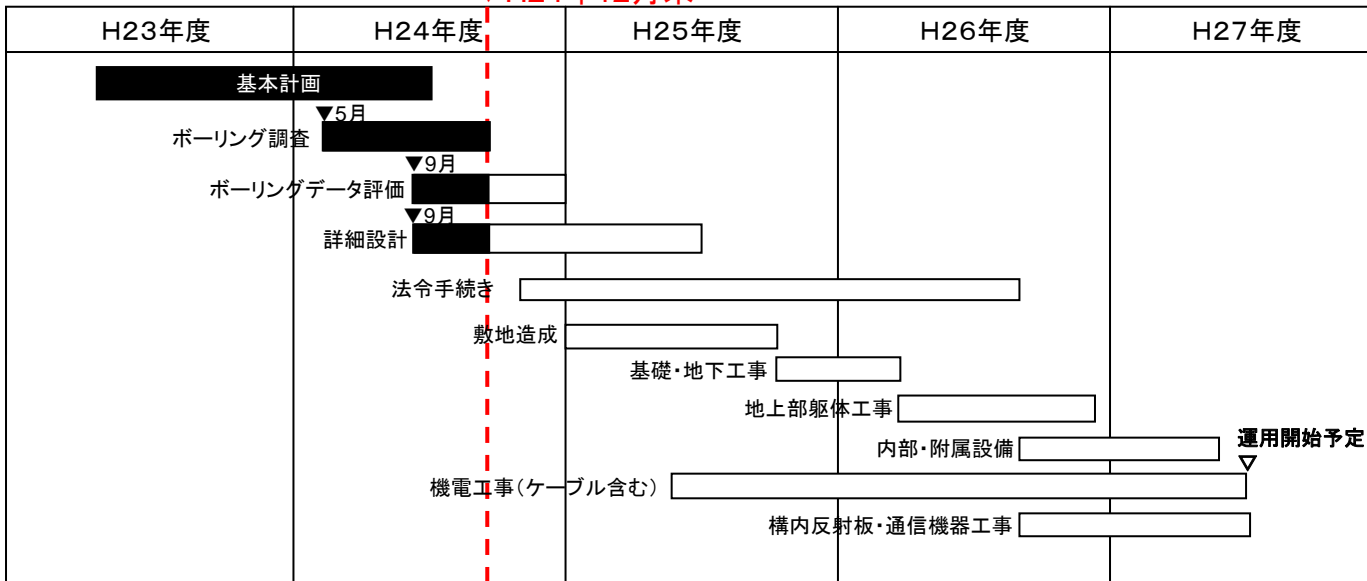 H23年度
H24年度
H25年度
H26年度
H27年度
基本計画
▼5月
ボーリング調査
▼9月
ボーリングデータ評価
▼9月
詳細設計
法令手続き
敷地造成
基礎・地下工事
地上部躯体工事
内部・附属設備
運用開始予定
▽
機電工事(ケーブル含む)
構内反射板・通信機器工事